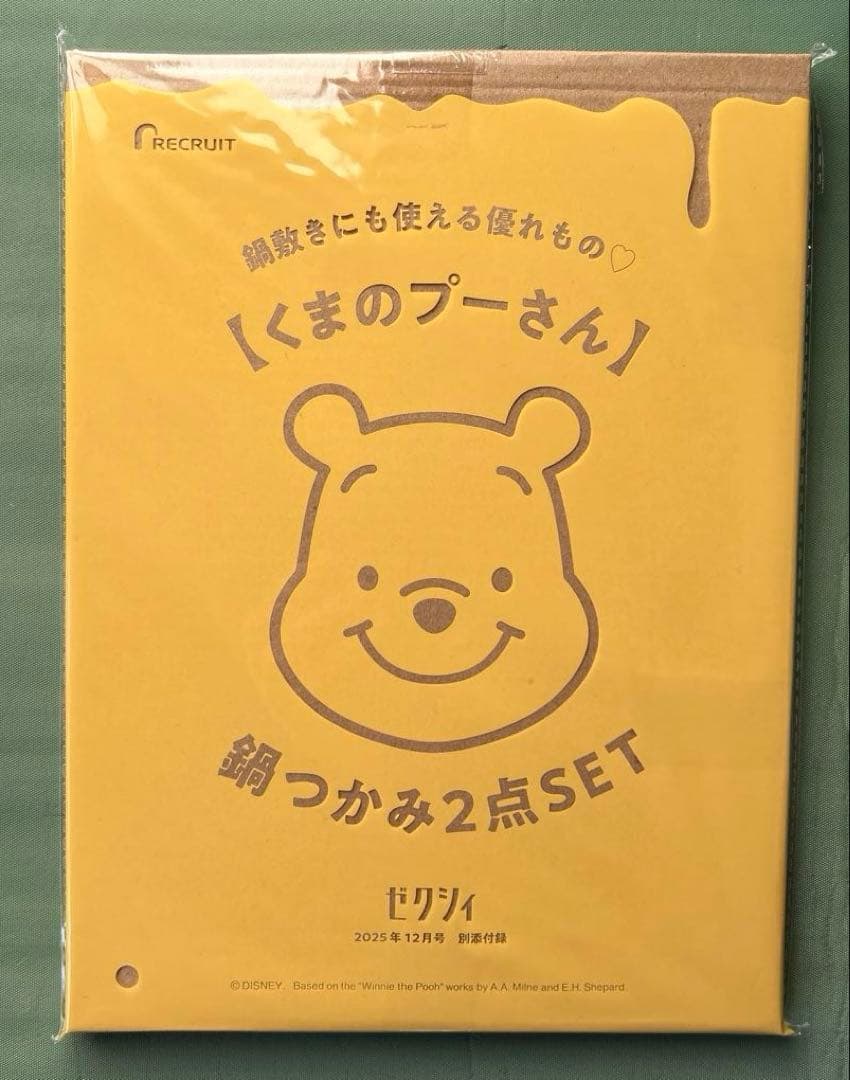 RECRUIT
鍋敷きにも使える優れもの♡
【くまのプーさん】
鍋つかみ2点SET
ゼクシィ
2025年12月号 別添付録
©DISNEY. Based on the "Winnie the Pooh" works by A.A. Milne and E.H. Shepard.